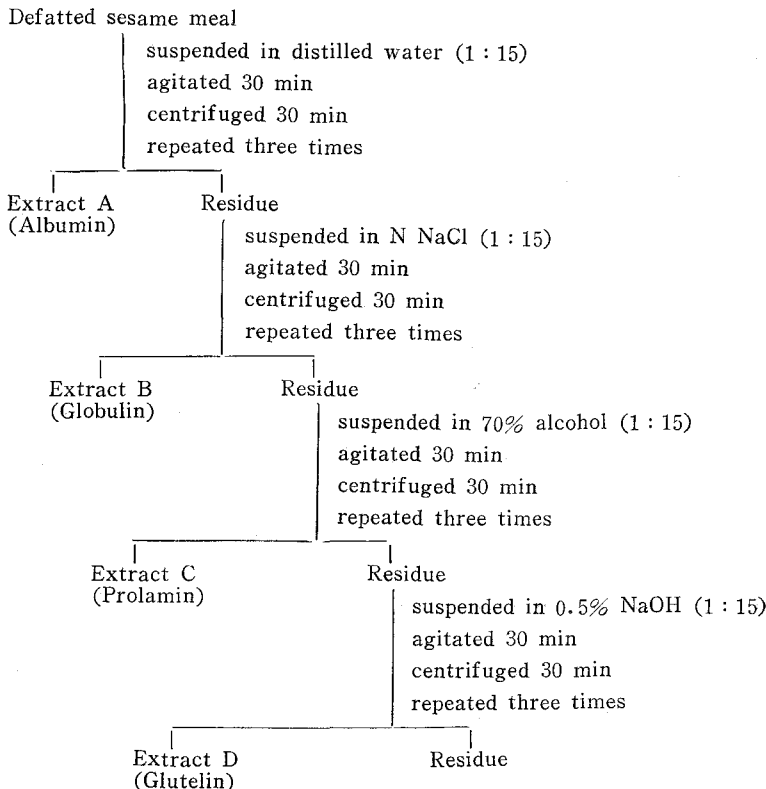 Defatted sesame meal
suspended in distilled water (1 : 15)
agitated 30 min
centrifuged 30 min
repeated three times
Extract A
(Albumin)
Residue
suspended in N NaCl (1 : 15)
agitated 30 min
centrifuged 30 min
repeated three times
Extract B
(Globulin)
Residue
suspended in 70% alcohol (1 : 15)
agitated 30 min
centrifuged 30 min
repeated three times
Extract C
(Prolamin)
Residue
suspended in 0.5% NaOH (1 : 15)
agitated 30 min
centrifuged 30 min
repeated three times
Extract D
(Glutelin)
Residue